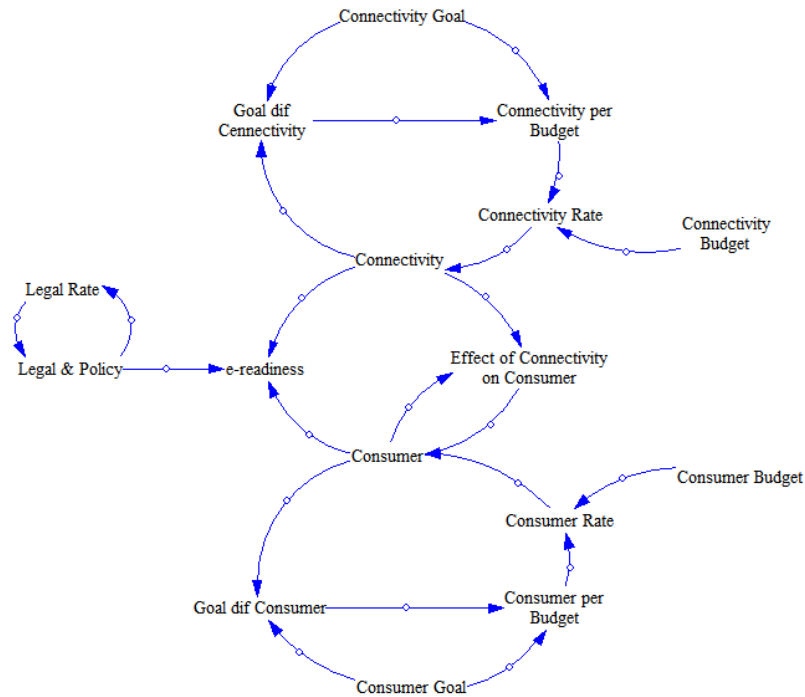 Connectivity Goal
Goal dif
Cennectivity
Connectivity per
Budget
Connectivity Rate
Connectivity
Budget
Connectivity
Legal Rate
Legal & Policy
e-readiness
Effect of Connectivity
on Consumer
Consumer
Consumer Budget
Consumer Rate
Goal dif Consumer
Consumer per
Budget
Consumer Goal